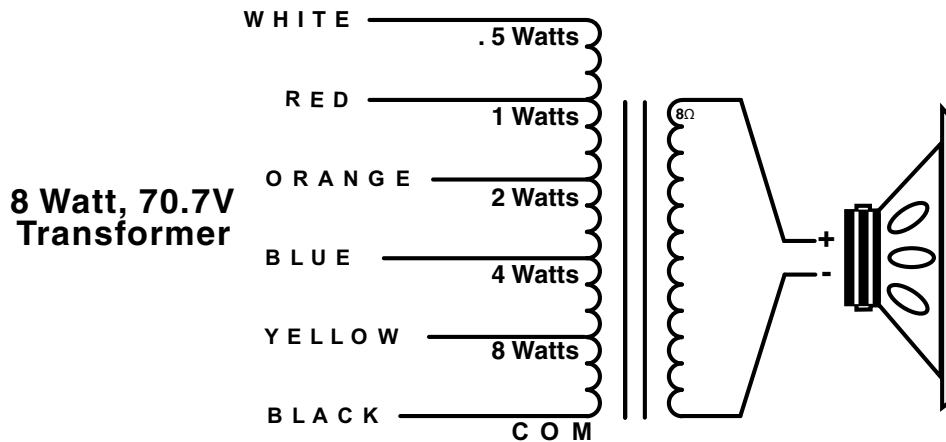 WHITE
. 5 Watts
RED
1 Watts
8Ω
ORANGE
2 Watts
8 Watt, 70.7V
Transformer
+
BLUE
4 Watts
-
YELLOW
8 Watts
BLACK
COM